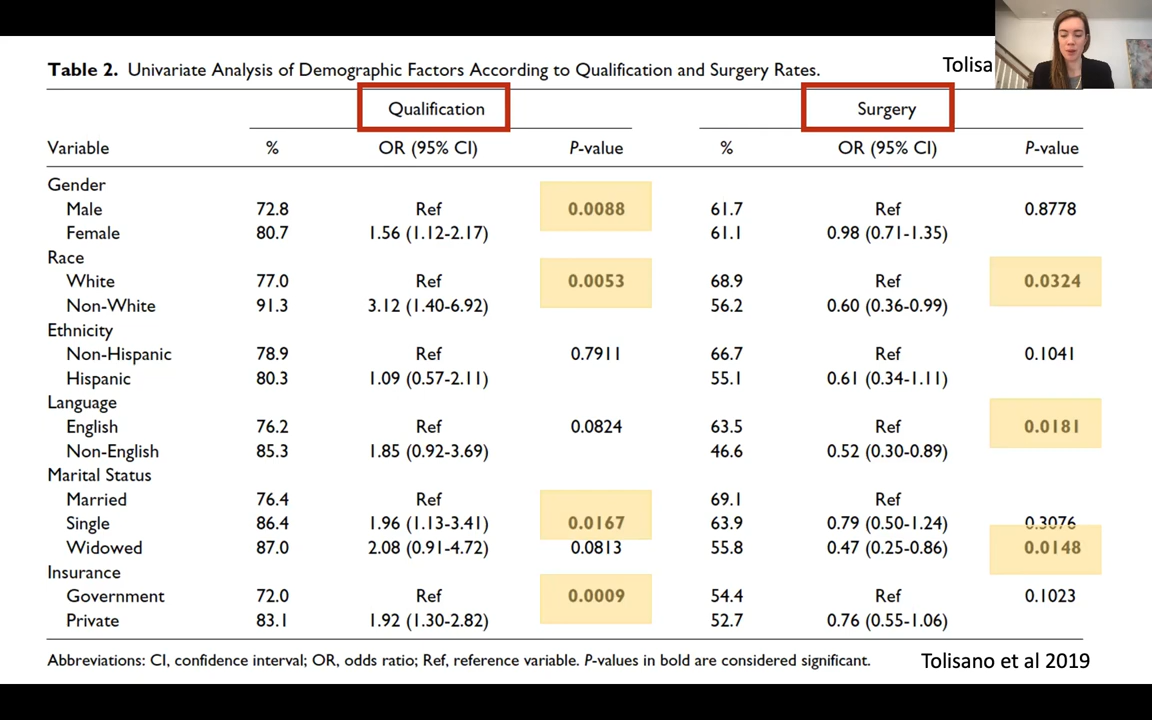 Table 2. Univariate Analysis of Demographic Factors According to Qualification and Surgery Rates.
Tolisa
Qualification Surgery
Variable % OR (95% CI) P-value % OR (95% CI) P-value
Gender
Male 72.8 Ref 0.0088 61.7 Ref 0.8778
Female 80.7 1.56 (1.12-2.17) 61.1 0.98 (0.71-1.35)
Race
White 77.0 Ref 0.0053 68.9 Ref 0.0324
Non-White 91.3 3.12 (1.40-6.92) 56.2 0.60 (0.36-0.99)
Ethnicity
Non-Hispanic 78.9 Ref 0.7911 66.7 Ref 0.1041
Hispanic 80.3 1.09 (0.57-2.11) 55.1 0.61 (0.34-1.11)
Language
English 76.2 Ref 0.0824 63.5 Ref 0.0181
Non-English 85.3 1.85 (0.92-3.69) 46.6 0.52 (0.30-0.89)
Marital Status
Married 76.4 Ref 69.1 Ref
Single 86.4 1.96 (1.13-3.41) 0.0167 63.9 0.79 (0.50-1.24) 0.3076
Widowed 87.0 2.08 (0.91-4.72) 0.0813 55.8 0.47 (0.25-0.86) 0.0148
Insurance
Government 72.0 Ref 0.0009 54.4 Ref 0.1023
Private 83.1 1.92 (1.30-2.82) 52.7 0.76 (0.55-1.06)
Abbreviations: CI, confidence interval; OR, odds ratio; Ref, reference variable. P-values in bold are considered significant.
Tolisano et al 2019